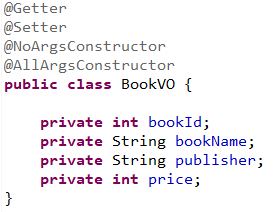 @Getter
@Setter
@NoArgsConstructor
@AllArgsConstructor
public class BookVO {
    private int bookId;
    private String bookName;
    private String publisher;
    private int price;
}